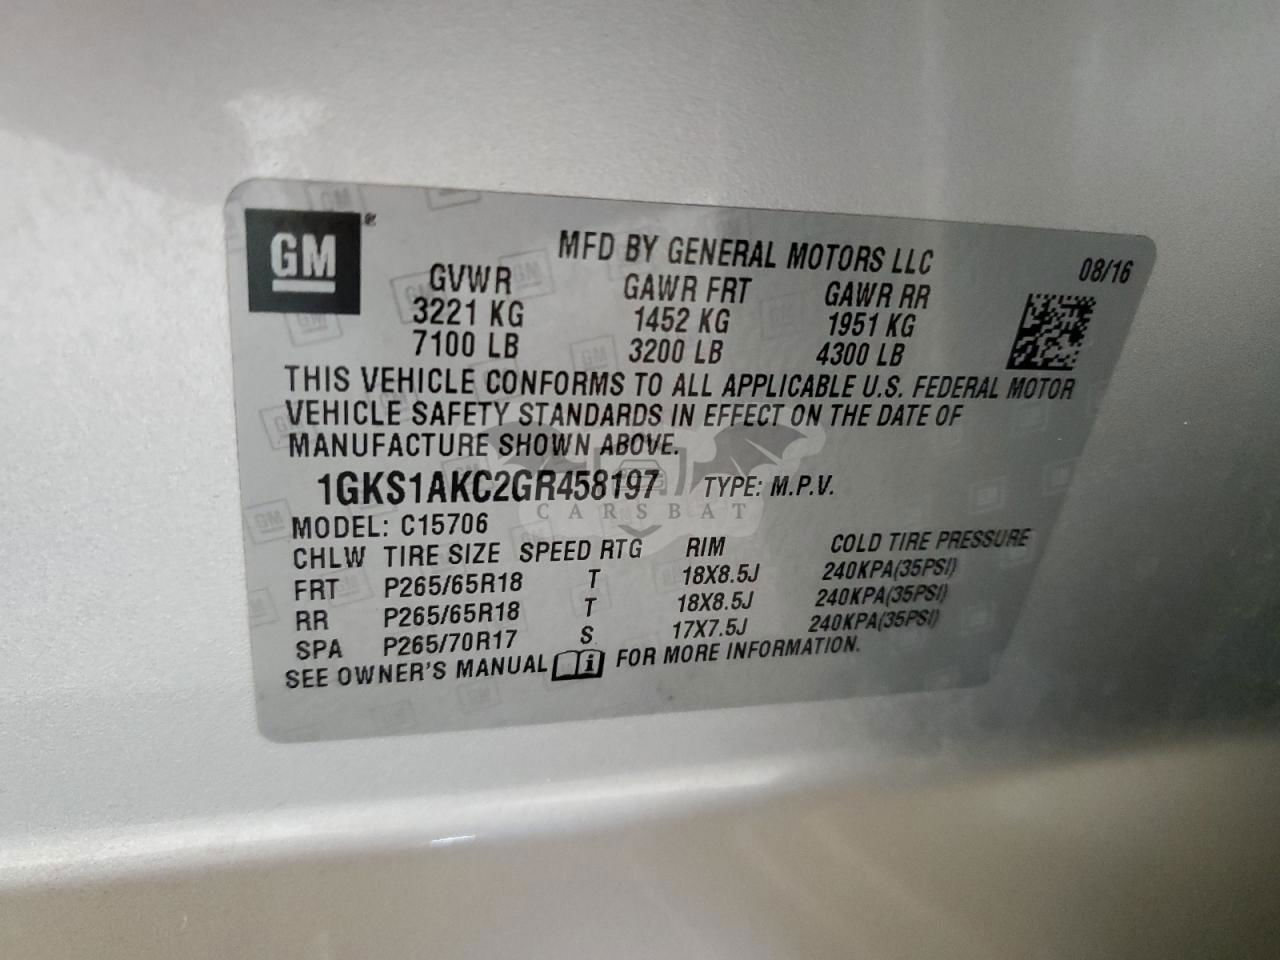 GM®
MFD BY GENERAL MOTORS LLC 08/16
GVWR GAWR FRT GAWR RR
3221 KG 1452 KG 1951 KG
7100 LB 3200 LB 4300 LB
THIS VEHICLE CONFORMS TO ALL APPLICABLE U.S. FEDERAL MOTOR
VEHICLE SAFETY STANDARDS IN EFFECT ON THE DATE OF
MANUFACTURE SHOWN ABOVE.
1GKS1AKC2GR458197 TYPE: M.P.V.
CARSBAT
MODEL: C15706
CHLW TIRE SIZE SPEED RTG RIM COLD TIRE PRESSURE
FRT P265/65R18 T 18X8.5J 240KPA(35PSI)
RR P265/65R18 T 18X8.5J 240KPA(35PSI)
SPA P265/70R17 S 17X7.5J 240KPA(35PSI)
SEE OWNER'S MANUAL i FOR MORE INFORMATION.